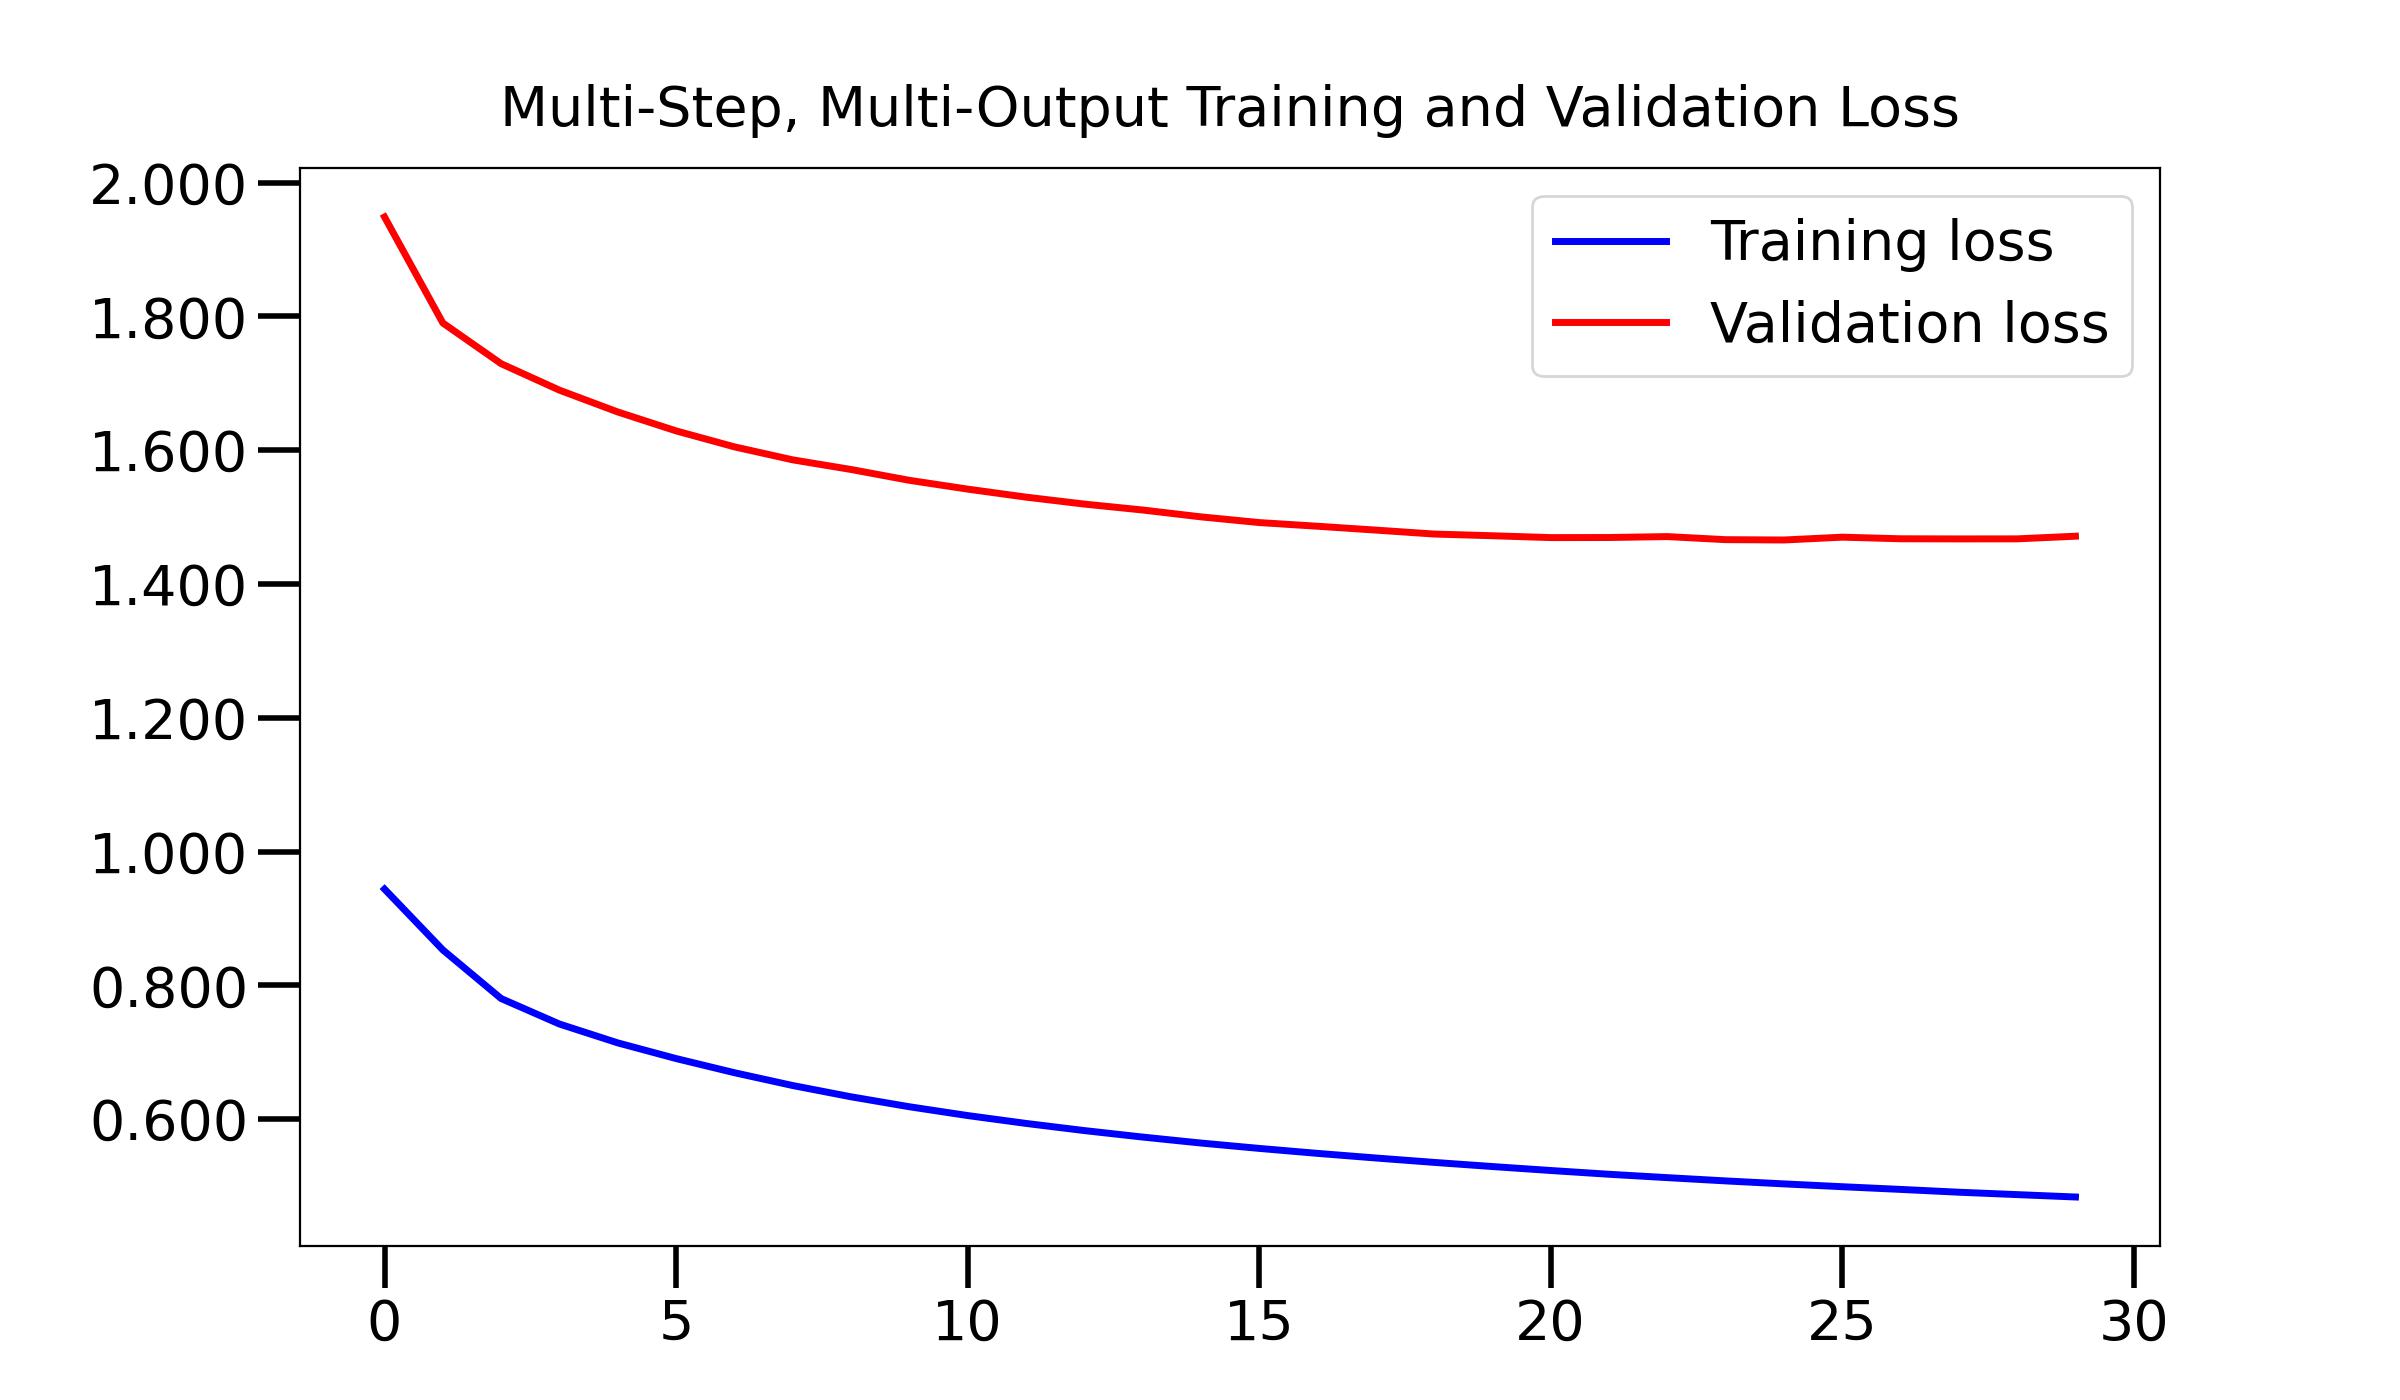 Multi-Step, Multi-Output Training and Validation Loss
2.000
1.800
1.600
1.400
1.200
1.000
0.800
0.600
Training loss
Validation loss
0 5 10 15 20 25 30